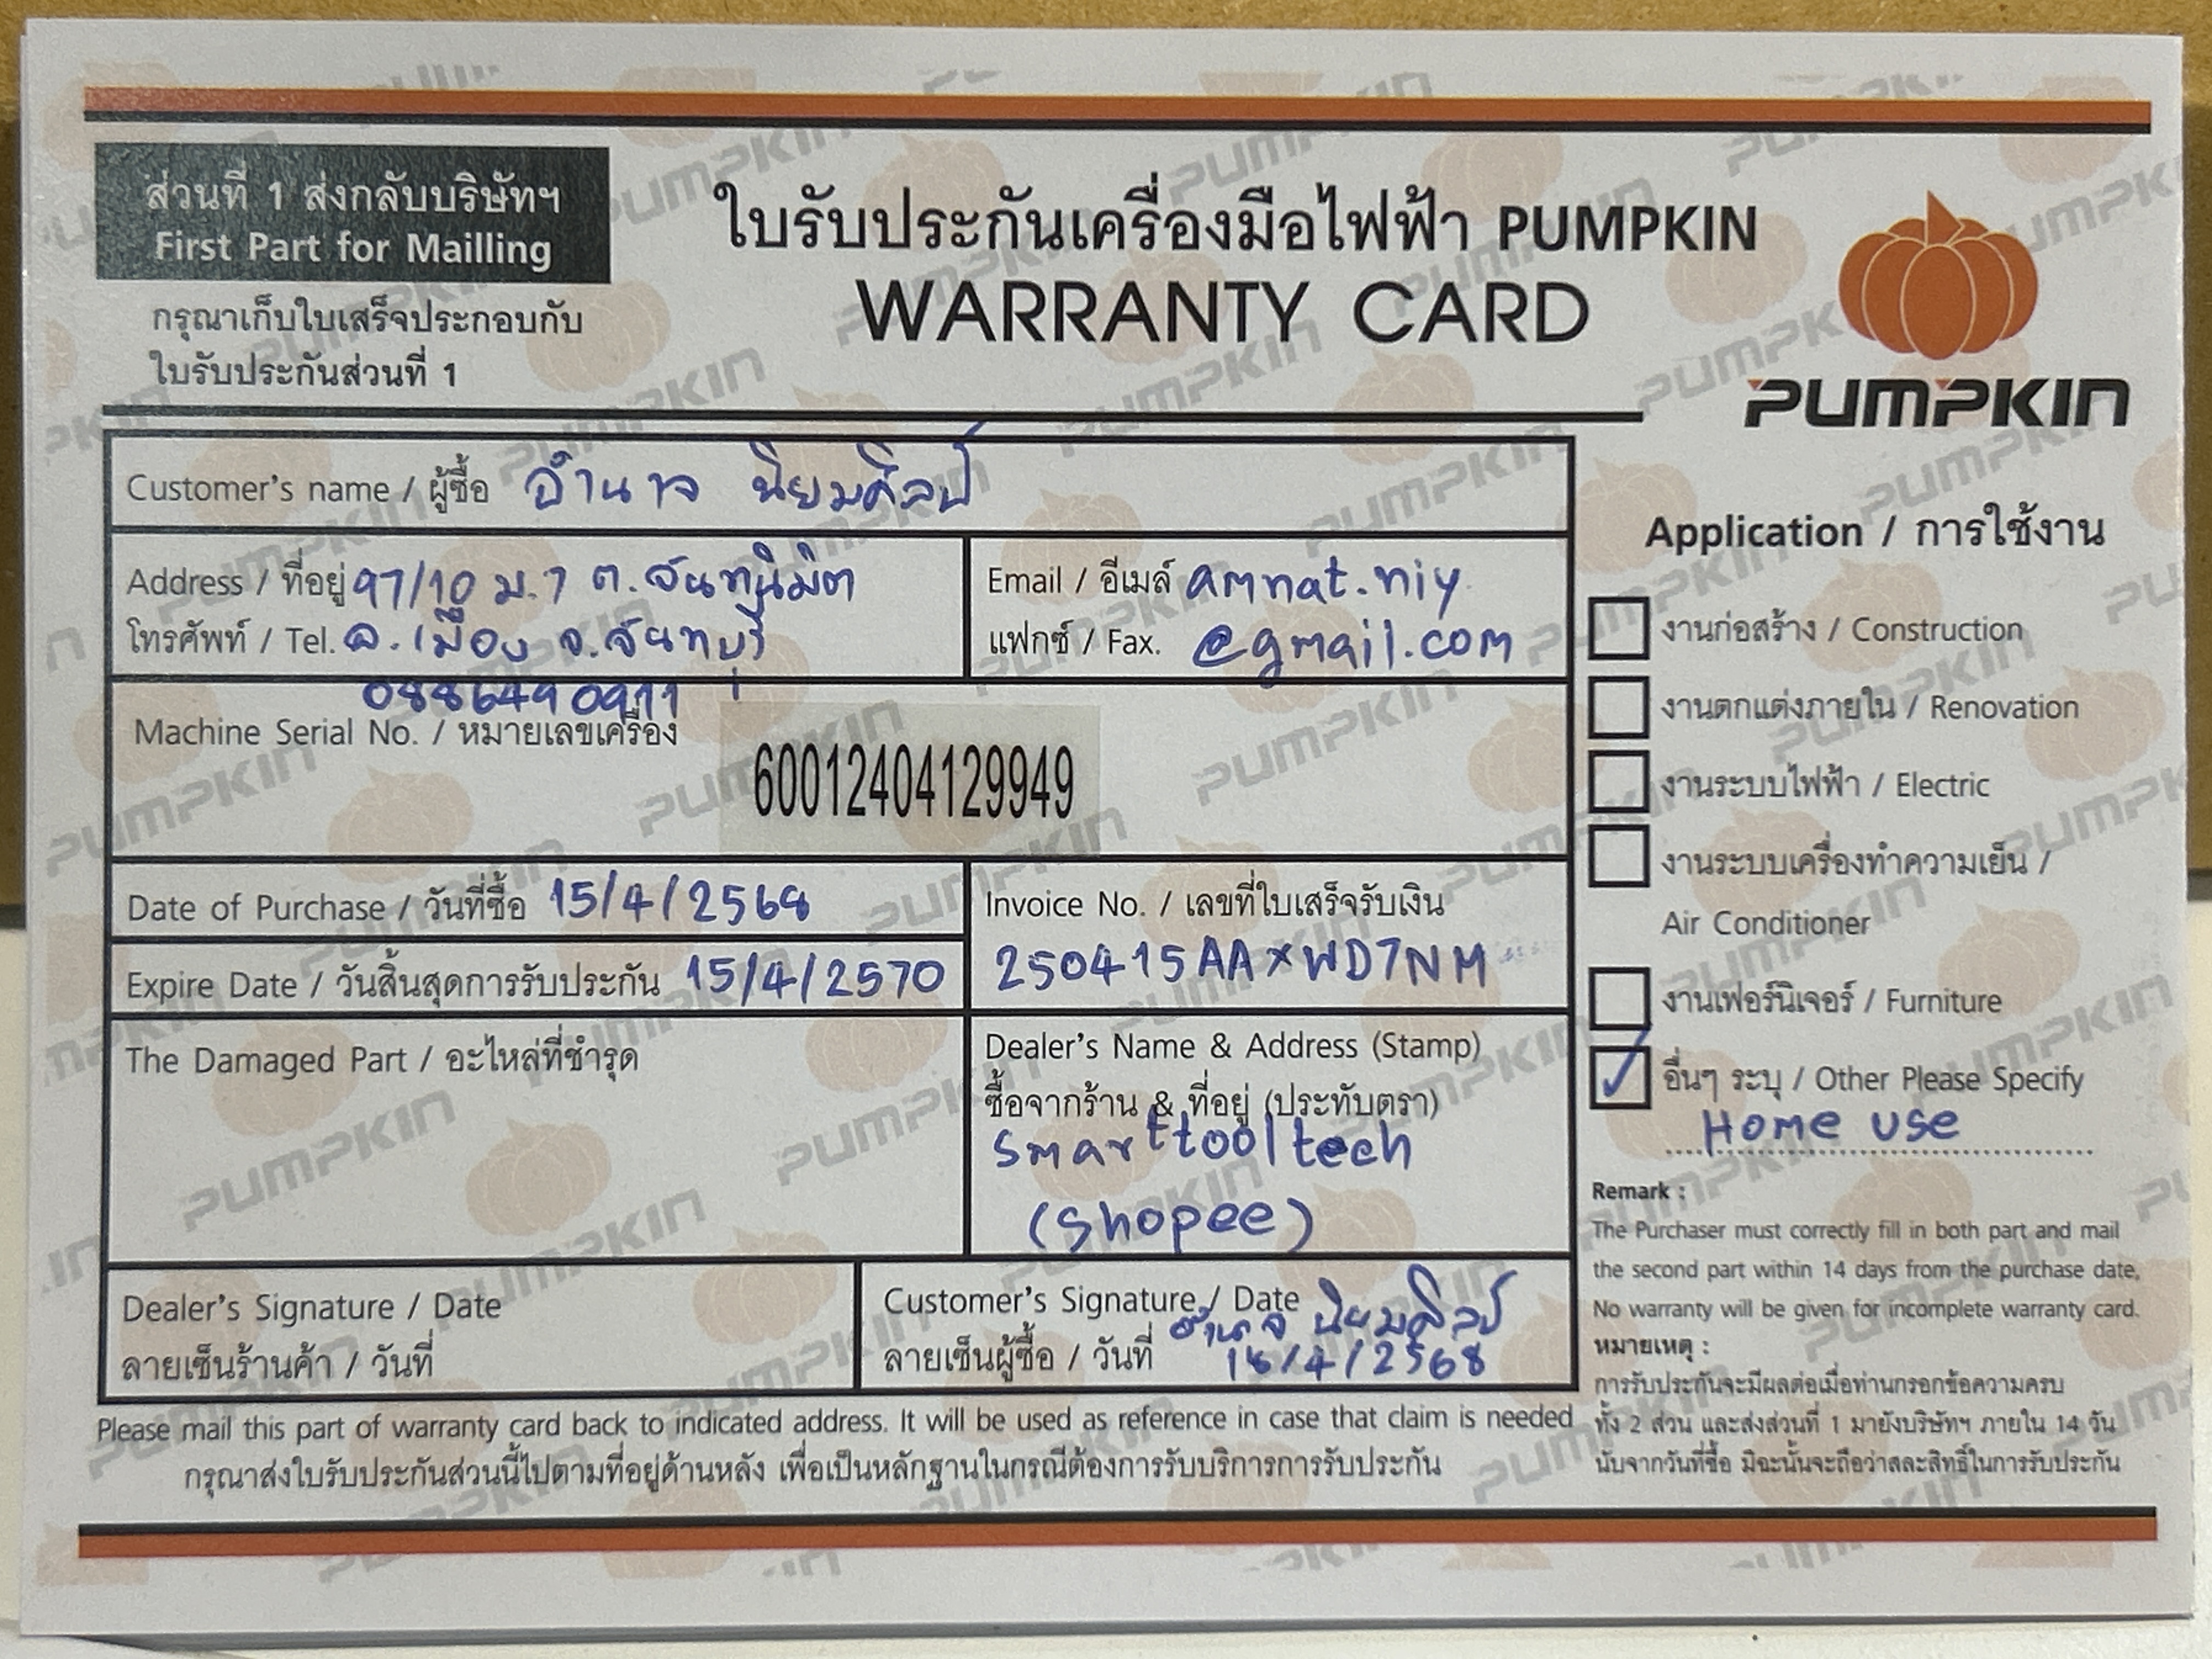 ส่วนที่ 1 ส่งกลับบริษัทฯ
First Part for Mailling
กรุณาเก็บใบเสร็จประกอบกับ
ใบรับประกันส่วนที่ 1
ใบรับประกันเครื่องมือไฟฟ้า PUMPKIN
WARRANTY CARD
PUMPKIN
Customer's name / ผู้ซื้อ อำนาจ นิยมศิลป์
Address / ที่อยู่ 97/10 ม.7 ต.จันทนิมิต
โทรศัพท์ / Tel. อ.เมือง จ.จันทบุรี
0886490911
Email / อีเมล์ amnat.niy
แฟกซ์ / Fax. @gmail.com
Machine Serial No. / หมายเลขเครื่อง
60012404129949
Date of Purchase / วันที่ซื้อ 15/4/2568
Expire Date / วันสิ้นสุดการรับประกัน 15/4/2570
Invoice No. / เลขที่ใบเสร็จรับเงิน
250415AAXWD7NM
The Damaged Part / อะไหล่ที่ชำรุด
Dealer's Name & Address (Stamp)
ซื้อจากร้าน & ที่อยู่ (ประทับตรา)
smarttooltech
(shopee)
Dealer's Signature / Date
ลายเซ็นร้านค้า / วันที่
Customer's Signature / Date อำนาจ นิยมศิลป์
ลายเซ็นผู้ซื้อ / วันที่ 18/4/2568
Application / การใช้งาน
งานก่อสร้าง / Construction
งานตกแต่งภายใน / Renovation
งานระบบไฟฟ้า / Electric
งานระบบเครื่องทำความเย็น /
Air Conditioner
งานเฟอร์นิเจอร์ / Furniture
อื่นๆ ระบุ / Other Please Specify
Home use
Remark :
The Purchaser must correctly fill in both part and mail
the second part within 14 days from the purchase date,
No warranty will be given for incomplete warranty card.
หมายเหตุ :
การรับประกันจะมีผลต่อเมื่อท่านกรอกข้อความครบ
ทั้ง 2 ส่วน และส่งส่วนที่ 1 มายังบริษัทฯ ภายใน 14 วัน
นับจากวันที่ซื้อ มิฉะนั้นจะถือว่าสละสิทธิ์ในการรับประกัน
Please mail this part of warranty card back to indicated address. It will be used as reference in case that claim is needed
กรุณาส่งใบรับประกันส่วนนี้ไปตามที่อยู่ด้านหลัง เพื่อเป็นหลักฐานในกรณีต้องการรับบริการการรับประกัน